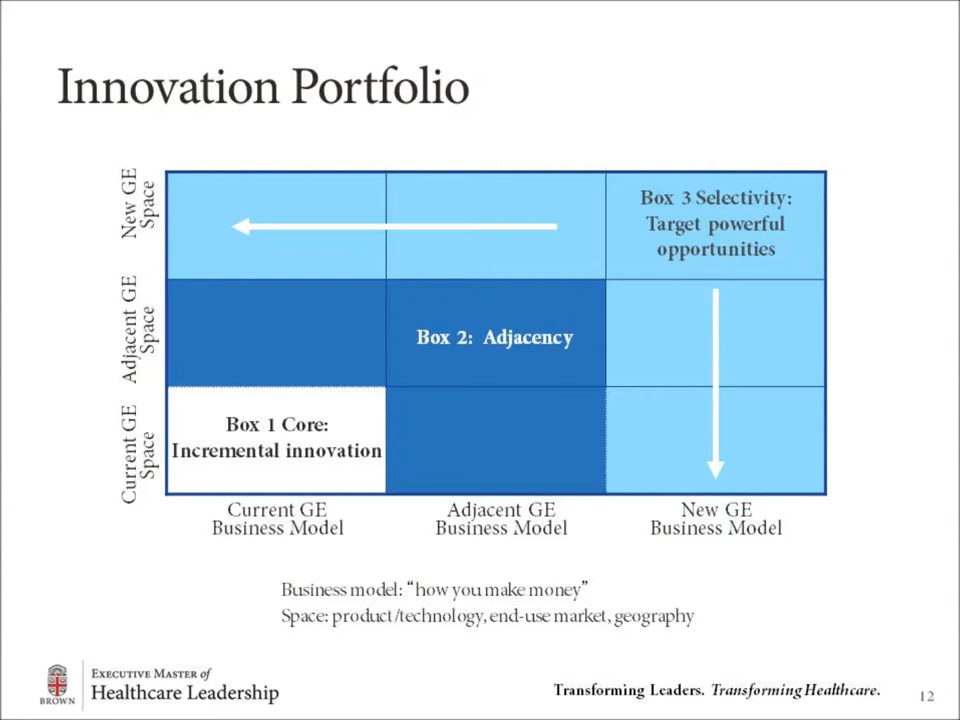 Innovation Portfolio
New GE
Space
Box 3 Selectivity:
Target powerful
opportunities
Adjacent GE
Space
Box 2: Adjacency
Current GE
Space
Box 1 Core:
Incremental innovation
Current GE
Business Model
Adjacent GE
Business Model
New GE
Business Model
Business model: “how you make money”
Space: product/technology, end-use market, geography
BROWN
Executive Master of
Healthcare Leadership
Transforming Leaders. Transforming Healthcare.
12